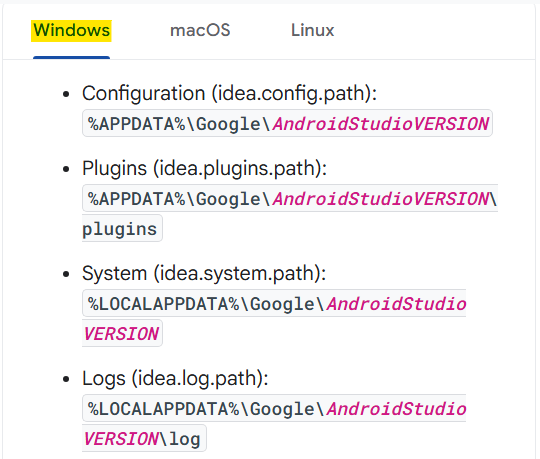 Windows macOS Linux
• Configuration (idea.config.path):
%APPDATA%\Google\AndroidStudioVERSION
• Plugins (idea.plugins.path):
%APPDATA%\Google\AndroidStudioVERSION\
plugins
• System (idea.system.path):
%LOCALAPPDATA%\Google\AndroidStudio
VERSION
• Logs (idea.log.path):
%LOCALAPPDATA%\Google\AndroidStudio
VERSION\log